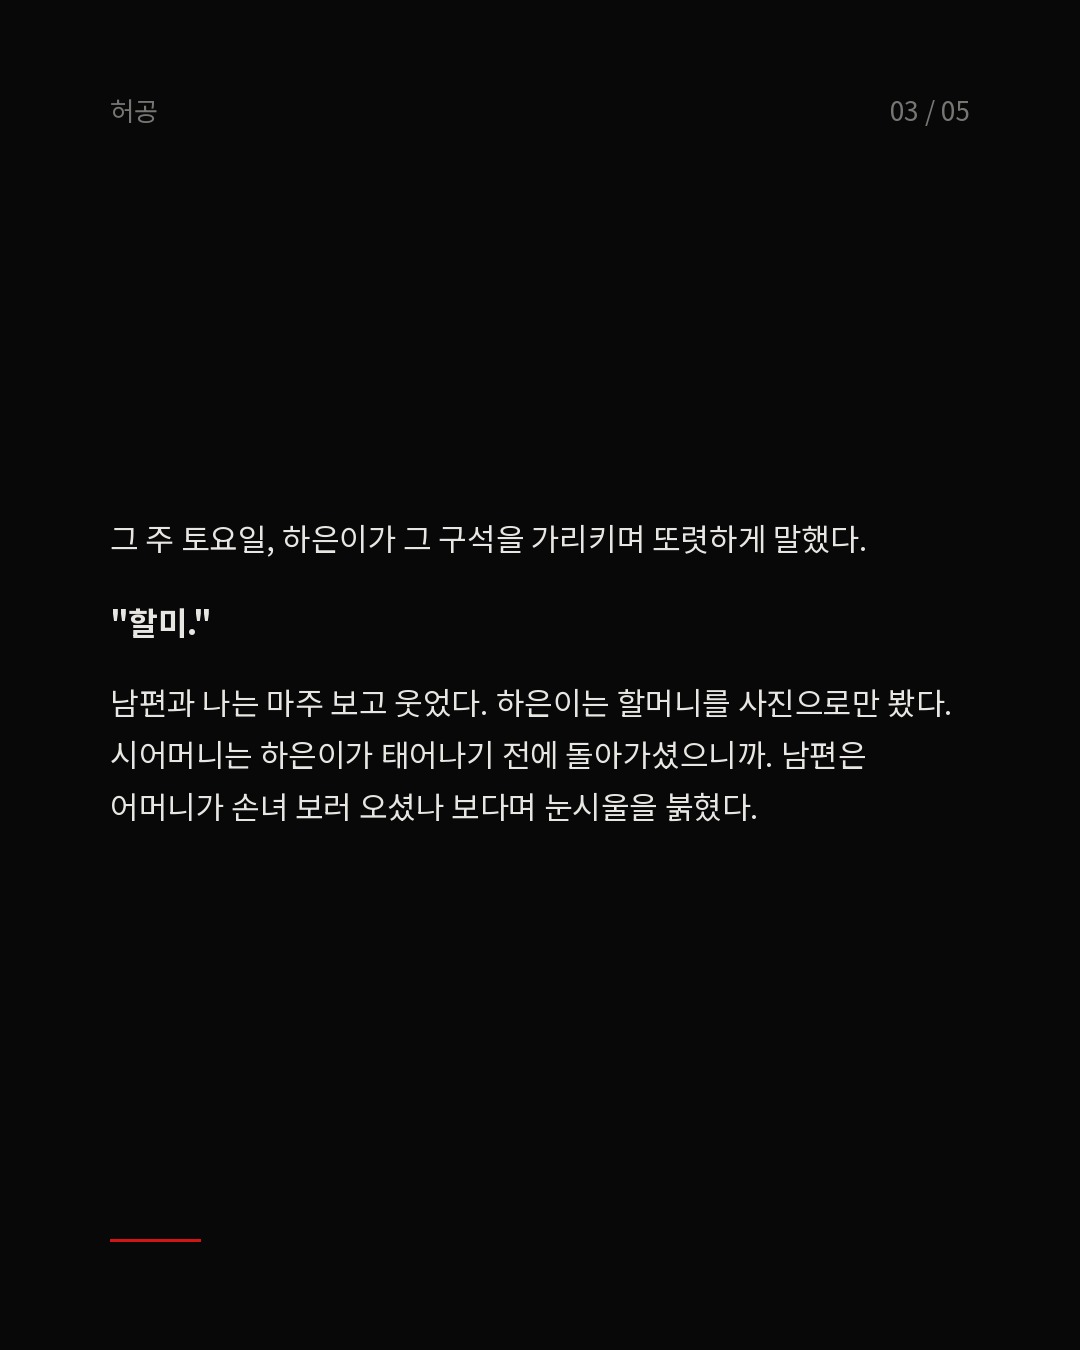 허공
03 / 05
그 주 토요일, 하은이가 그 구석을 가리키며 또렷하게 말했다.
"할미."
남편과 나는 마주 보고 웃었다. 하은이는 할머니를 사진으로만 봤다.
시어머니는 하은이가 태어나기 전에 돌아가셨으니까. 남편은
어머니가 손녀 보러 오셨나 보다며 눈시울을 붉혔다.